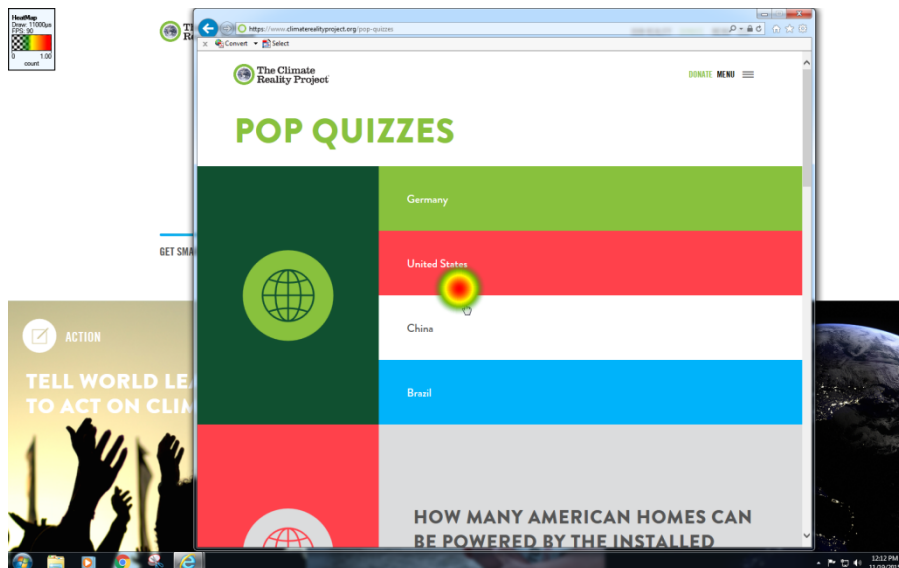 HeatMap
Draw: 11000µs
FPS: 90
0 1.00
count
https://www.climaterealityproject.org/pop-quizzes
x Convert Select
The Climate
Reality Project
DONATE MENU
POP QUIZZES
Germany
United States
China
Brazil
GET SMA
ACTION
TELL WORLD LEA
TO ACT ON CLIM
HOW MANY AMERICAN HOMES CAN
BE POWERED BY THE INSTALLED
12:12 PM